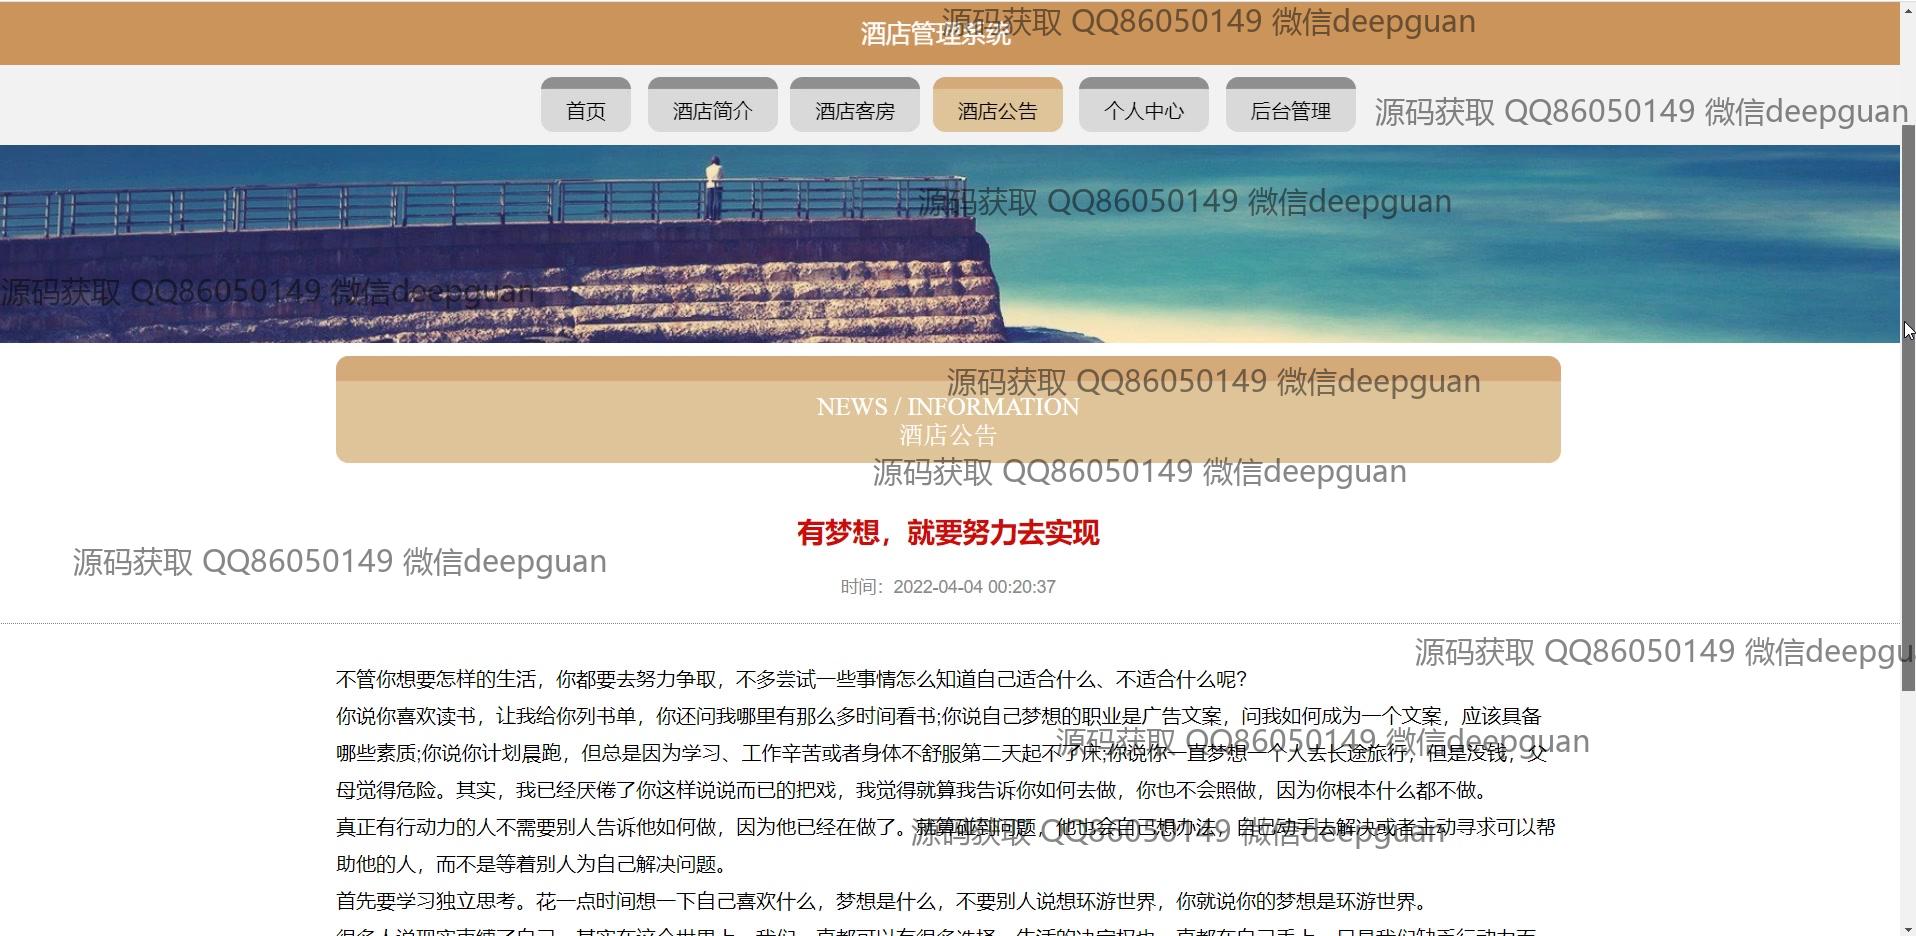 酒店管理系统
源码获取 QQ86050149 微信deepguan
首页 酒店简介 酒店客房 酒店公告 个人中心 后台管理
源码获取 QQ86050149 微信deepguan
源码获取 QQ86050149 微信deepguan
源码获取 QQ86050149 微信deepguan
源码获取 QQ86050149 微信deepguan
NEWS / INFORMATION
酒店公告
源码获取 QQ86050149 微信deepguan
有梦想，就要努力去实现
源码获取 QQ86050149 微信deepguan
时间：2022-04-04 00:20:37
源码获取 QQ86050149 微信deepgu
不管你想要怎样的生活，你都要去努力争取，不多尝试一些事情怎么知道自己适合什么、不适合什么呢？
你说你喜欢读书，让我给你列书单，你还问我哪里有那么多时间看书;你说自己梦想的职业是广告文案，问我如何成为一个文案，应该具备
源码获取 QQ86050149 微信deepguan
哪些素质;你说你计划晨跑，但总是因为学习、工作辛苦或者身体不舒服第二天起不了床;你说你一直梦想一个人去长途旅行，但是没钱，父
母觉得危险。其实，我已经厌倦了你这样说说而已的把戏，我觉得就算我告诉你如何去做，你也不会照做，因为你根本什么都不做。
真正有行动力的人不需要别人告诉他如何做，因为他已经在做了。就算碰到问题，他也会自己想办法，自己动手去解决或者主动寻求可以帮
源码获取 QQ86050149 微信deepguan
助他的人，而不是等着别人为自己解决问题。
首先要学习独立思考。花一点时间想一下自己喜欢什么，梦想是什么，不要别人说想环游世界，你就说你的梦想是环游世界。